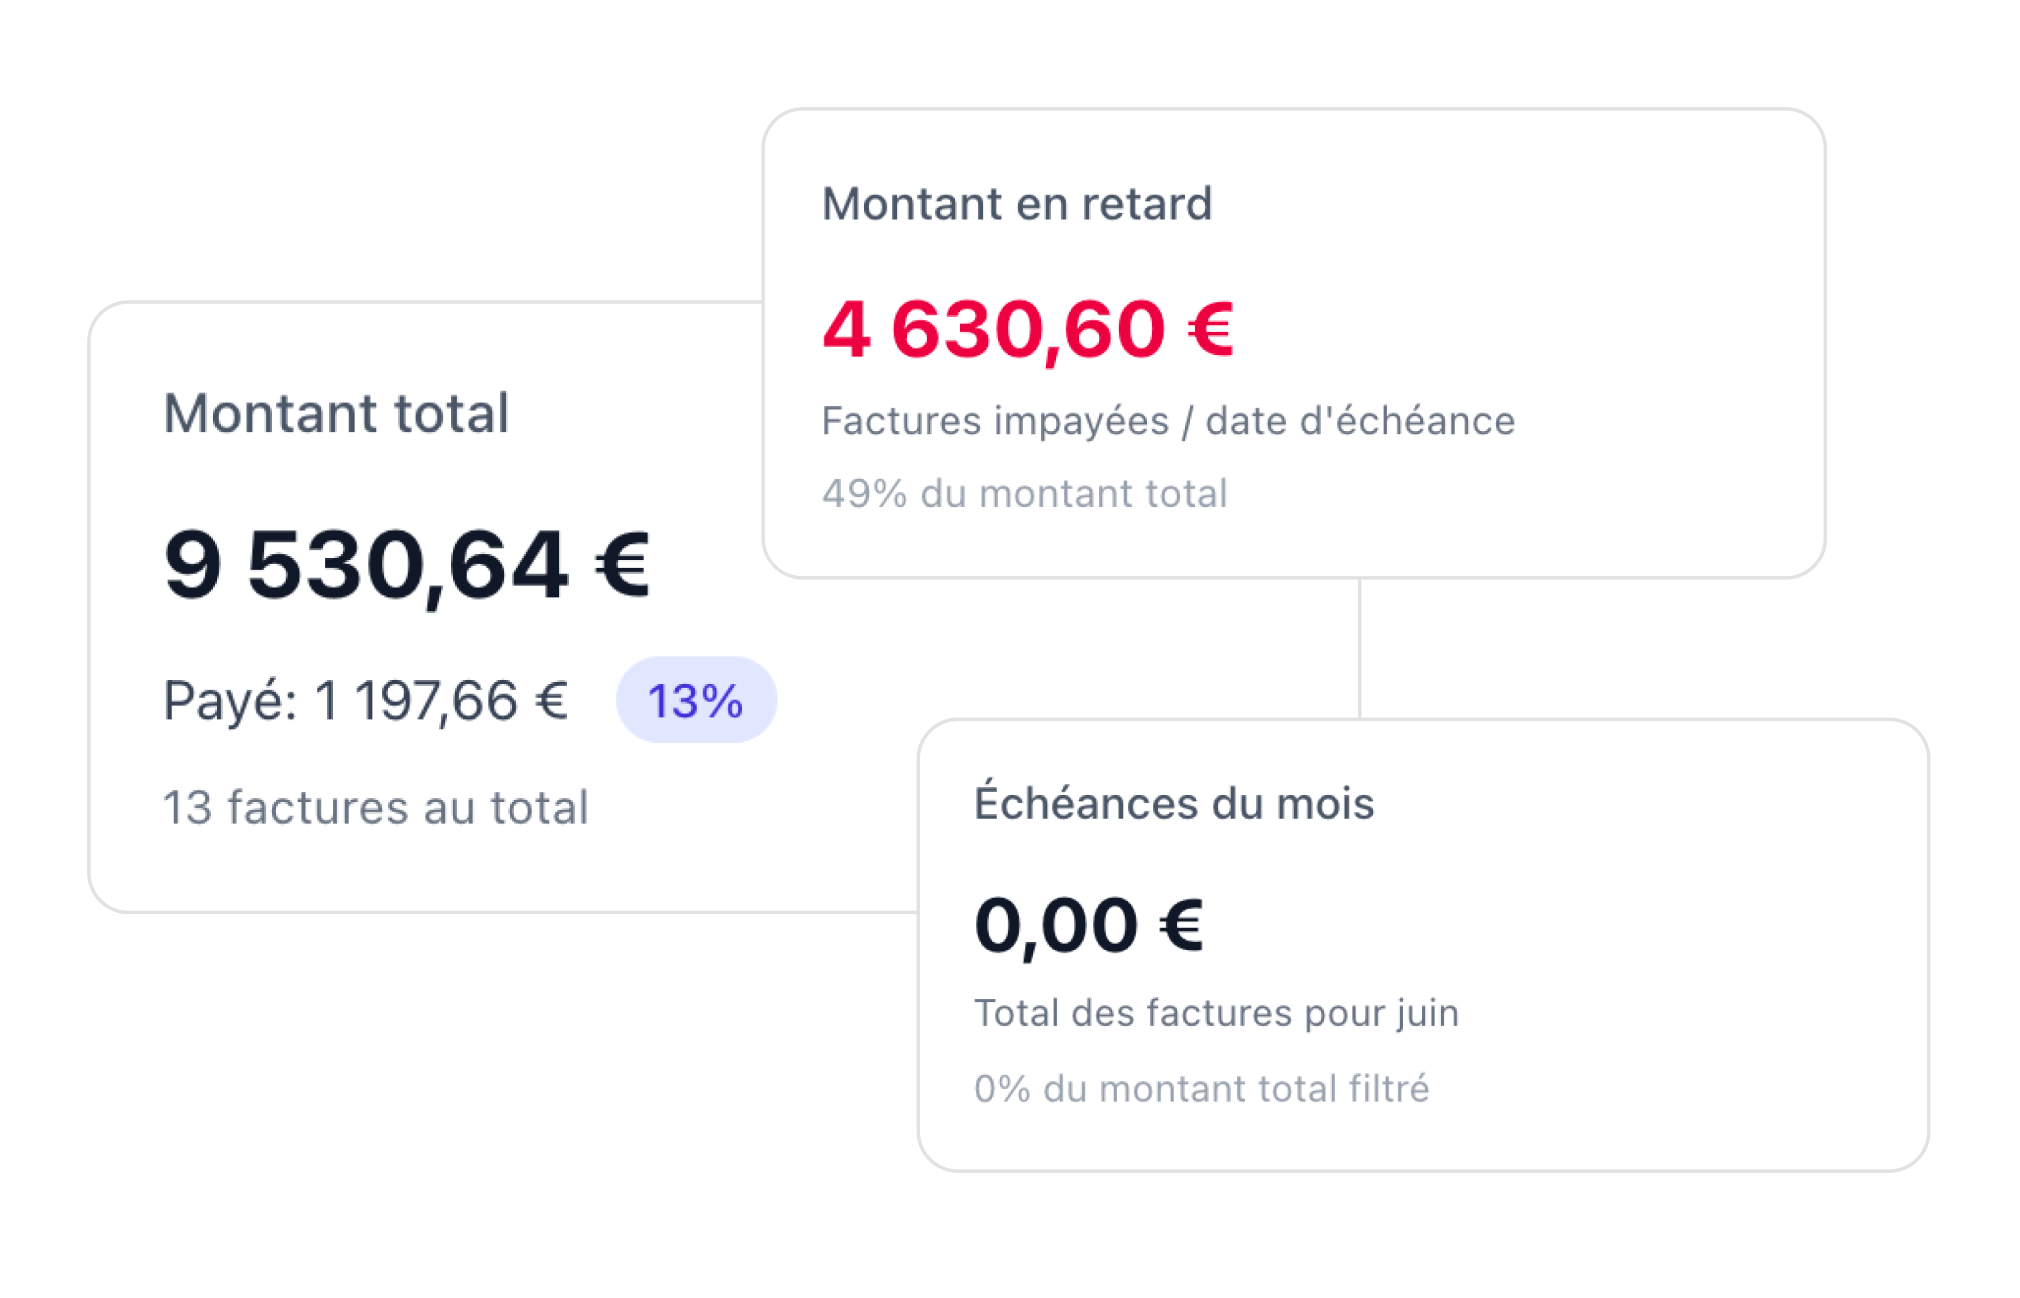 Montant en retard
4 630,60 €
Factures impayées / date d'échéance
49% du montant total
Montant total
9 530,64 €
Payé: 1 197,66 € 13%
13 factures au total
Échéances du mois
0,00 €
Total des factures pour juin
0% du montant total filtré